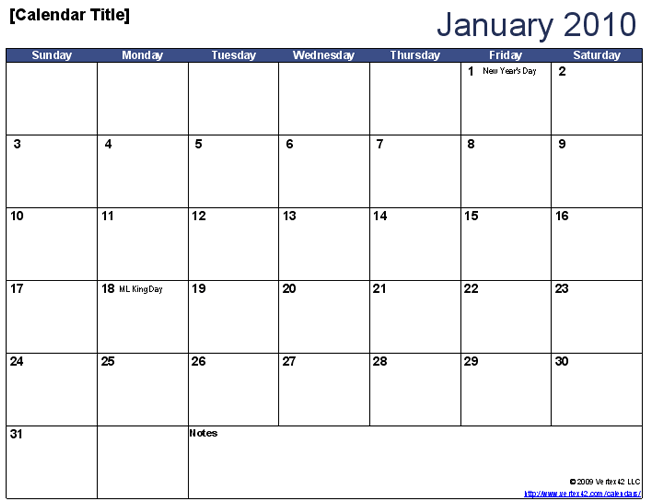 [Calendar Title]
January 2010
Sunday Monday Tuesday Wednesday Thursday Friday Saturday
1 New Year's Day 2
3 4 5 6 7 8 9
10 11 12 13 14 15 16
17 18 ML King Day 19 20 21 22 23
24 25 26 27 28 29 30
31 Notes
© 2009 Vertex42 LLC
http://www.vertex42.com/calendars/